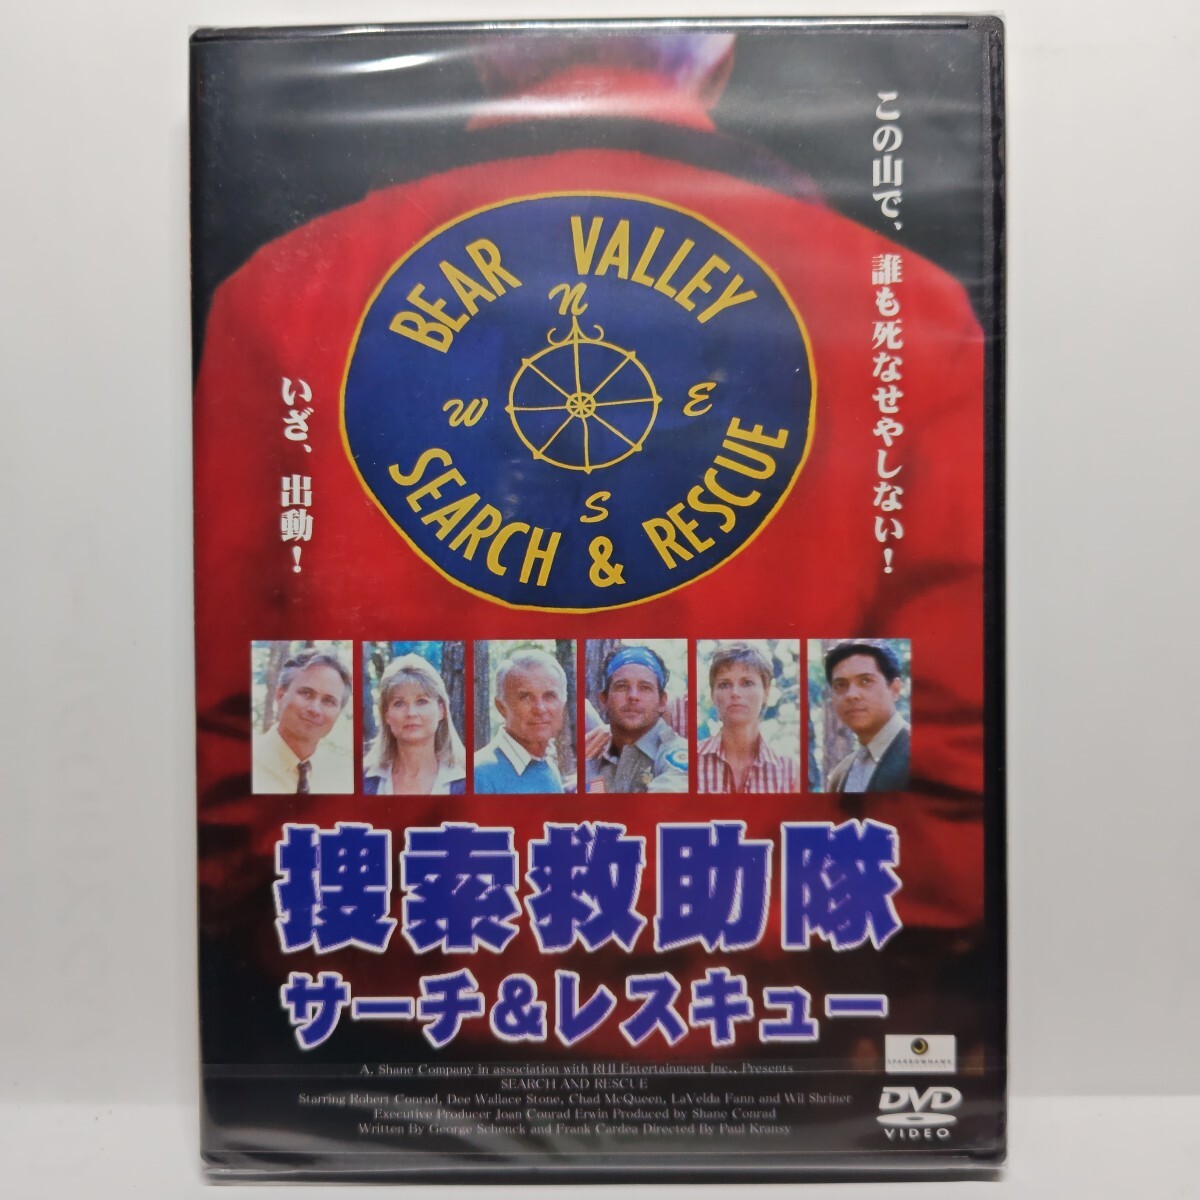 この山で、誰も死なせやしない!
いざ、出動!
BEAR VALLEY
N
W
E
S
SEARCH & RESCUE
捜索救助隊
サーチ&レスキュー
SPARROWHAWK
A. Shane Company in association with RHI Entertainment Inc., Presents
SEARCH AND RESCUE
Starring Robert Conrad, Dee Wallace Stone, Chad McQueen, LaVelda Fann and Wil Shriner
Executive Producer Joan Conrad Erwin Produced by Shane Conrad
Written By George Schenck and Frank Cardea Directed By Paul Kransy
DVD
VIDEO